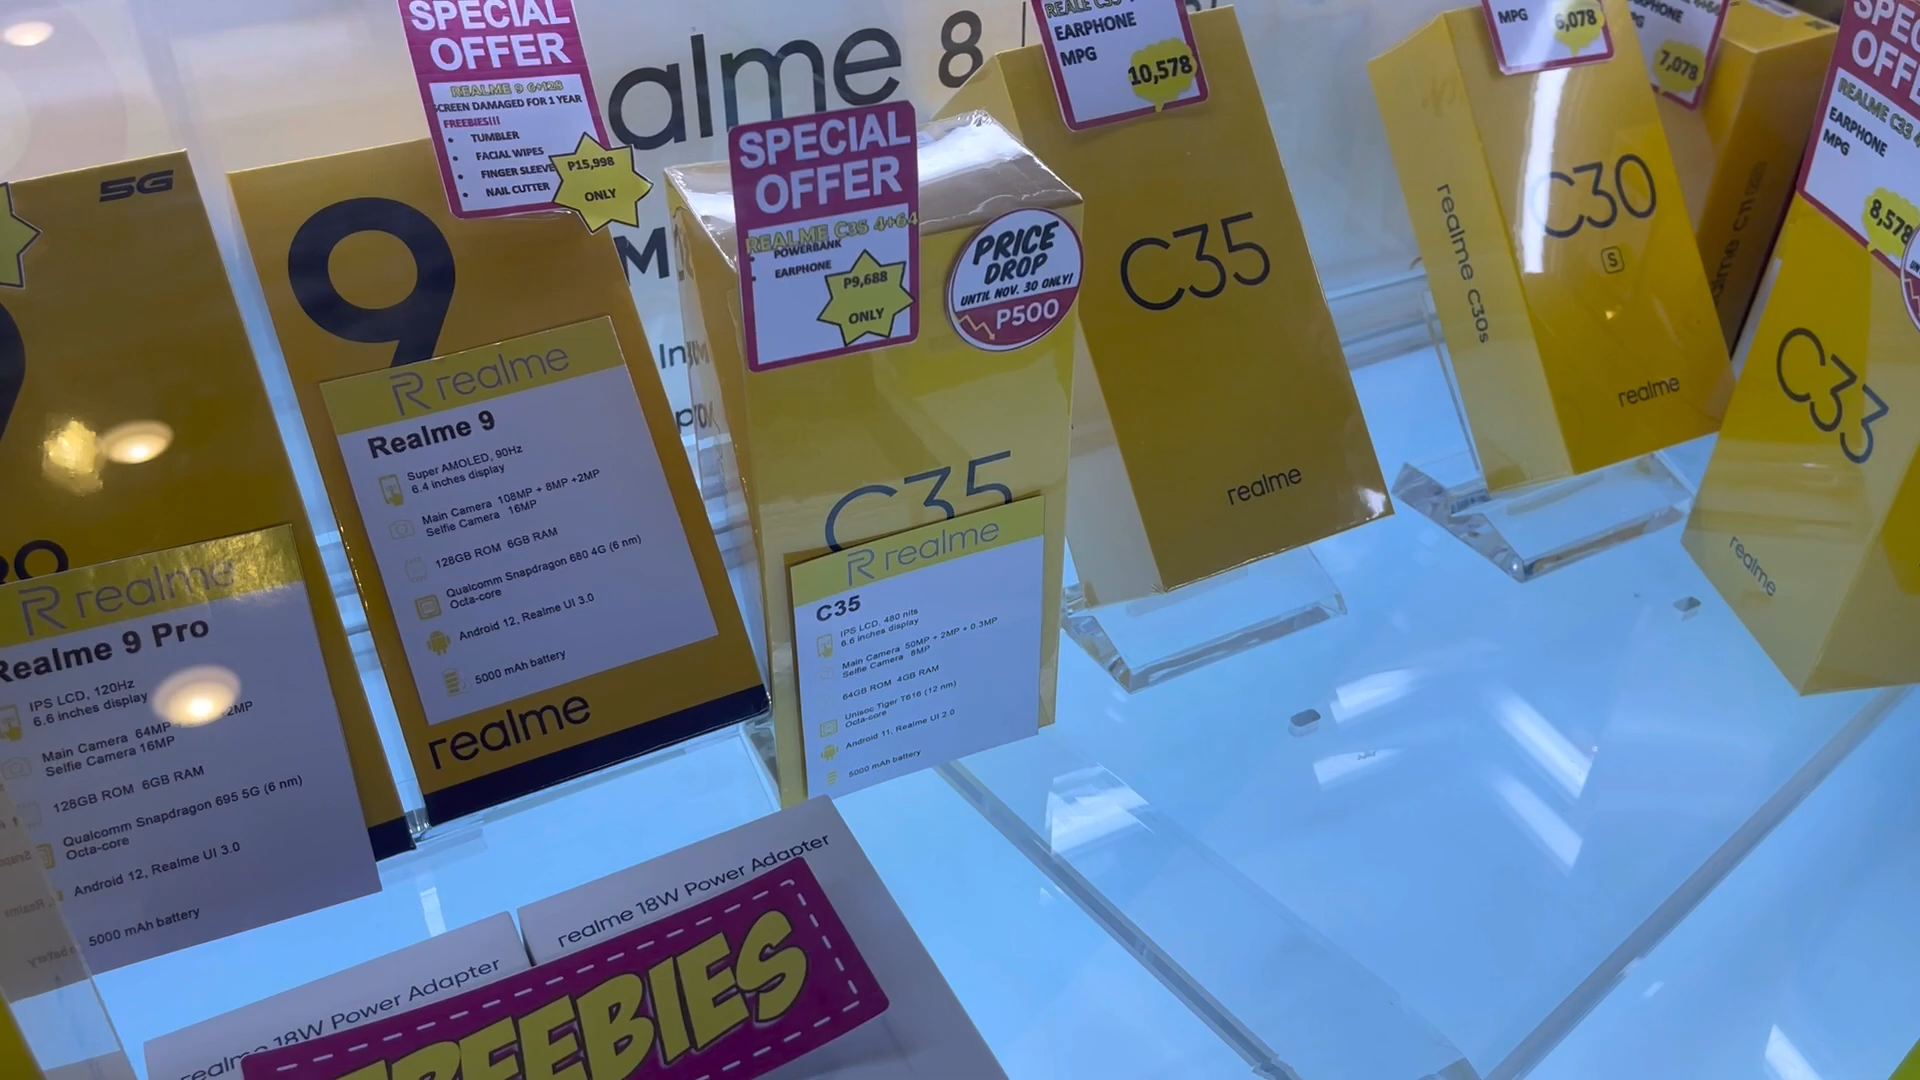 SPECIAL
OFFER
REALME 9 6+128
SCREEN DAMAGED FOR 1 YEAR
FREEBIES!!!
TUMBLER
FACIAL WIPES
FINGER SLEEVE
NAIL CUTTER
P15,998
ONLY
alme 8
5G
9
R realme
Realme 9
Super AMOLED, 90Hz
6.4 inches display
Main Camera 108MP + 8MP +2MP
Selfie Camera 16MP
128GB ROM 6GB RAM
Qualcomm Snapdragon 680 4G (6 nm)
Octa-core
Android 12, Realme UI 3.0
5000 mAh battery
realme
R realme
Realme 9 Pro
IPS LCD, 120Hz
6.6 inches display
Main Camera 64MP
2MP
Selfie Camera 16MP
128GB ROM 6GB RAM
Qualcomm Snapdragon 695 5G (6 nm)
Octa-core
Android 12, Realme UI 3.0
5000 mAh battery
SPECIAL
OFFER
REALME C35 4+64
POWERBANK
EARPHONE
P9,688
ONLY
PRICE
DROP
UNTIL NOV. 30 ONLY!
P500
C35
R realme
C35
IPS LCD, 480 nits
6.6 inches display
Main Camera 50MP + 2MP + 0.3MP
Selfie Camera 8MP
64GB ROM 4GB RAM
Unisoc Tiger T616 (12 nm)
Octa-core
Android 11, Realme UI 2.0
5000 mAh battery
EARPHONE
MPG
10,578
C35
realme
MPG
6,078
C30
S
realme C30s
realme
7,078
OFF
REALME C33
EARPHONE
MPG
8,578
C33
realme
realme 18W Power Adapter
realme 18W Power Adapter
FREEBIES